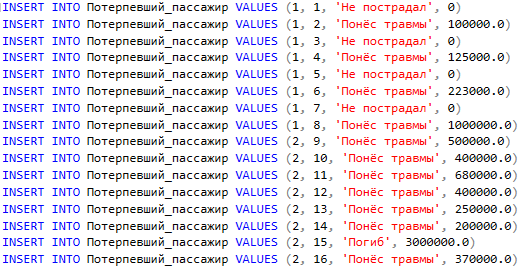 INSERT INTO Потерпевший_пассажир VALUES (1, 1, 'Не пострадал', 0)
INSERT INTO Потерпевший_пассажир VALUES (1, 2, 'Понёс травмы', 100000.0)
INSERT INTO Потерпевший_пассажир VALUES (1, 3, 'Не пострадал', 0)
INSERT INTO Потерпевший_пассажир VALUES (1, 4, 'Понёс травмы', 125000.0)
INSERT INTO Потерпевший_пассажир VALUES (1, 5, 'Не пострадал', 0)
INSERT INTO Потерпевший_пассажир VALUES (1, 6, 'Понёс травмы', 223000.0)
INSERT INTO Потерпевший_пассажир VALUES (1, 7, 'Не пострадал', 0)
INSERT INTO Потерпевший_пассажир VALUES (1, 8, 'Понёс травмы', 1000000.0)
INSERT INTO Потерпевший_пассажир VALUES (2, 9, 'Понёс травмы', 500000.0)
INSERT INTO Потерпевший_пассажир VALUES (2, 10, 'Понёс травмы', 400000.0)
INSERT INTO Потерпевший_пассажир VALUES (2, 11, 'Понёс травмы', 680000.0)
INSERT INTO Потерпевший_пассажир VALUES (2, 12, 'Понёс травмы', 400000.0)
INSERT INTO Потерпевший_пассажир VALUES (2, 13, 'Понёс травмы', 250000.0)
INSERT INTO Потерпевший_пассажир VALUES (2, 14, 'Понёс травмы', 200000.0)
INSERT INTO Потерпевший_пассажир VALUES (2, 15, 'Погиб', 3000000.0)
INSERT INTO Потерпевший_пассажир VALUES (2, 16, 'Понёс травмы', 370000.0)